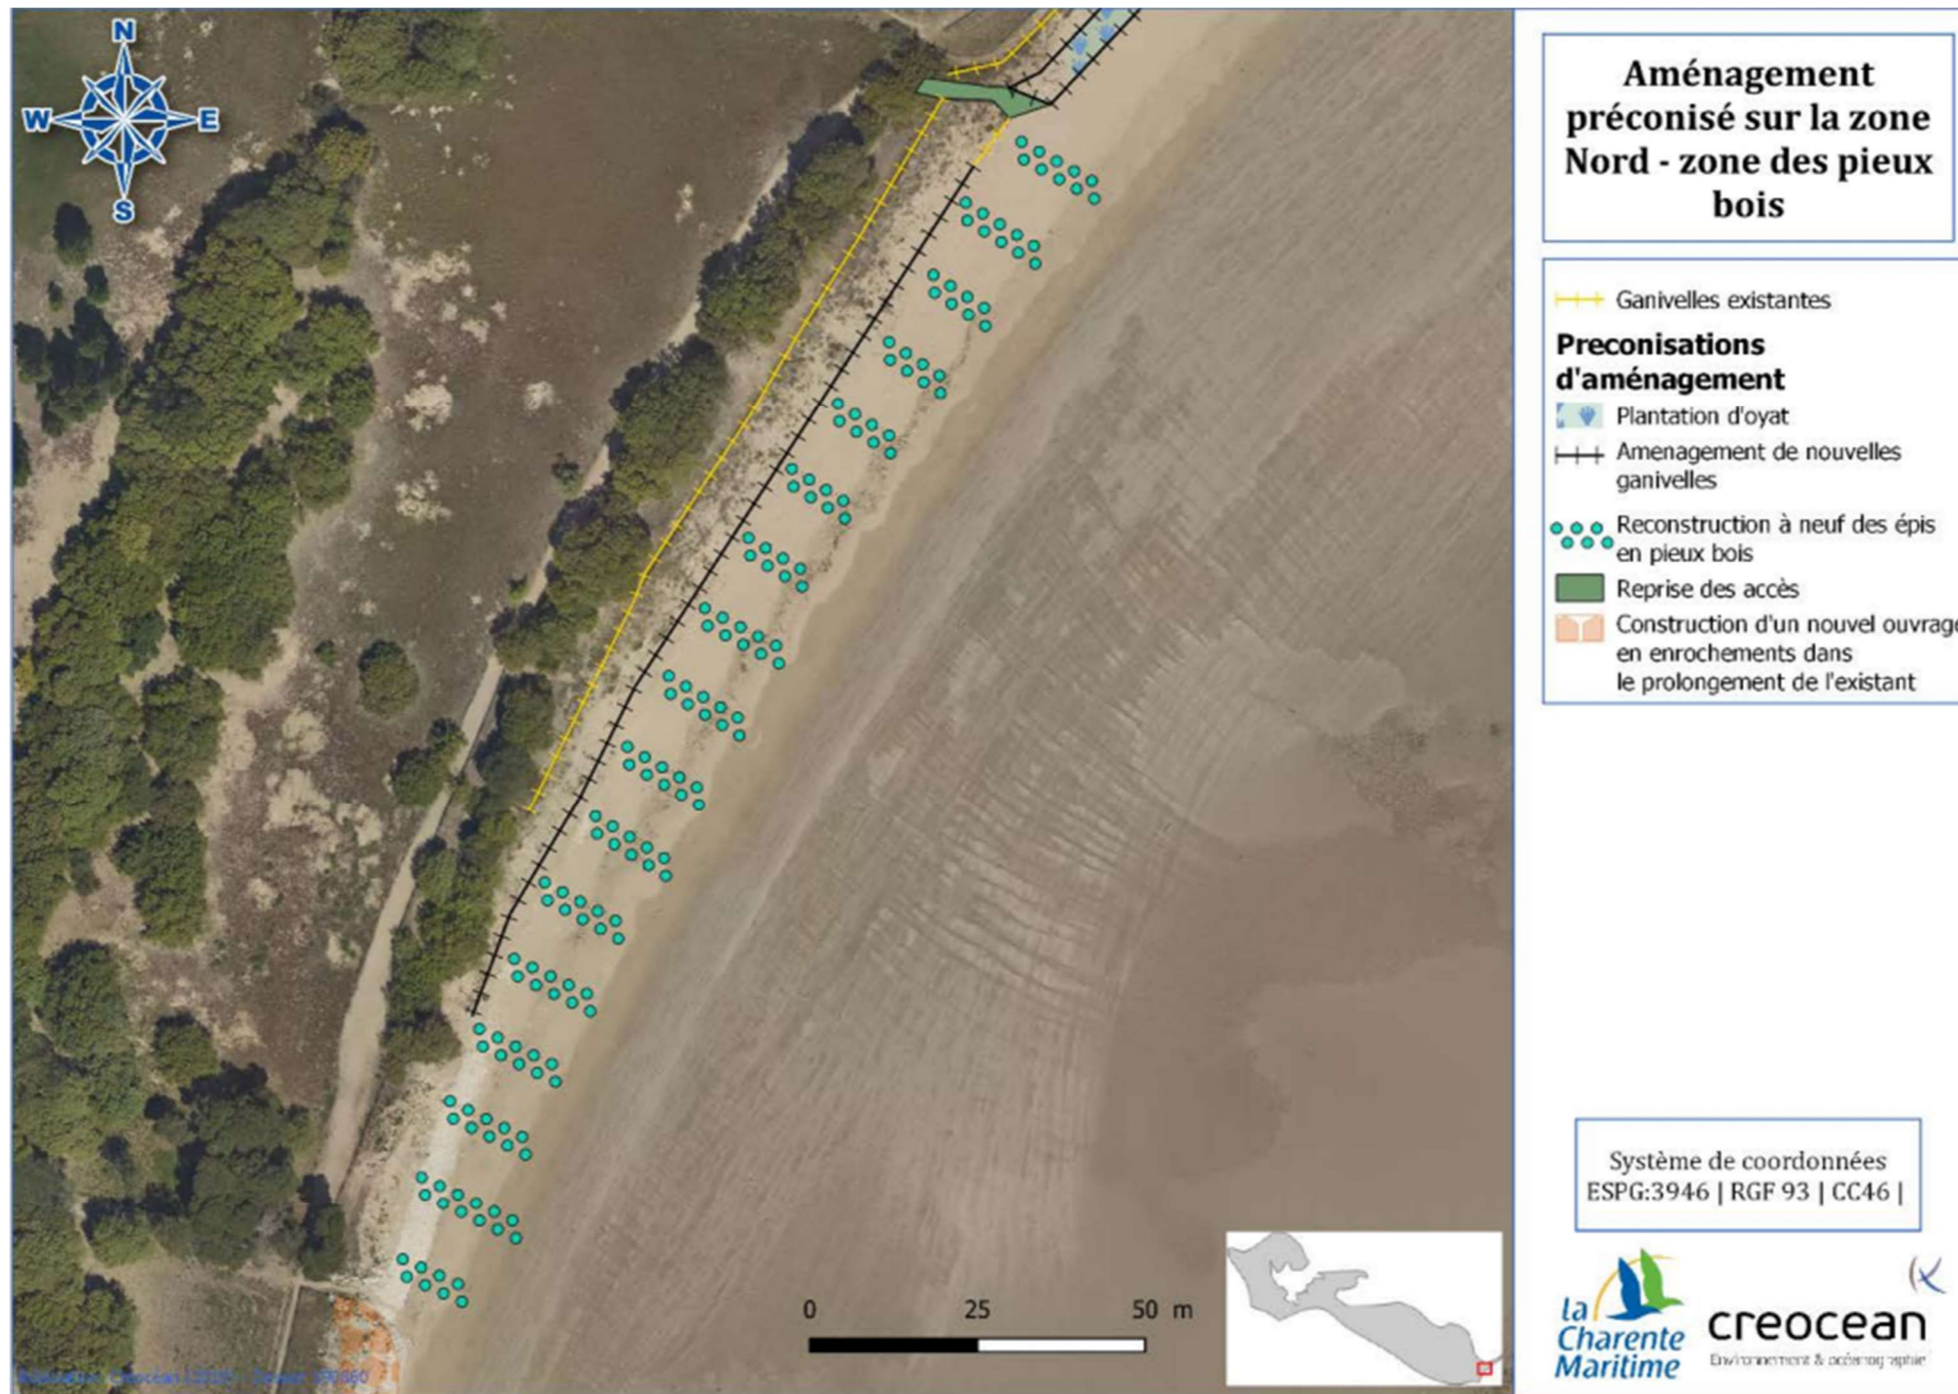 N
W
E
S
Aménagement
préconisé sur la zone
Nord - zone des pieux
bois
Ganivelles existantes
Preconisations
d'aménagement
Plantation d'oyat
Amenagement de nouvelles
ganivelles
Reconstruction à neuf des épis
en pieux bois
Reprise des accès
Construction d'un nouvel ouvrage
en enrochements dans
le prolongement de l'existant
Système de coordonnées
ESPG:3946 | RGF 93 | CC46 |
0 25 50 m
La
Charente
Maritime
creocean
Environnement & océanographie